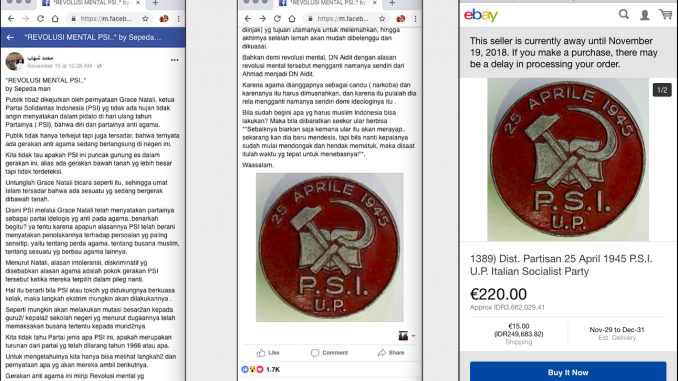 "REVOLUSI MENTAL PSI.." by
https://m.faceb
"REVOLUSI MENTAL PSI.." by Sepeda...
محمد شهاب
November 15 at 10:28 AM
"REVOLUSI MENTAL PSI.."
by Sepeda man
Publik tiba2 dikejutkan oleh pernyataan Grace Natali, ketua
Partai Solidaritas Indonesia (PSI) yg tidak ada hujan tidak
angin menyatakan dalam pidato di hari ulang tahun
Partainya ( PSI), bahwa diri dan partainya anti agama.
Publik tidak hanya terkejut tapi juga tersadar, bahwa ternyata
ada gerakan anti agama sedang berlangsung di negeri ini.
Kita tidak tau apakah PSI ini puncak gunung es dalam
gerakan ini, alias ada gerakan bawah tanah yg lebih besar
tapi tidak terdeteksi.
Untunglah Grace Natali bicara seperti itu, sehingga umat
Islam tersadar bahwa ada sesuatu yg sedang bergerak
dibawah tanah.
Disini PSI melalui Grace Natali telah menyatakan partainya
sebagai partai idelogis yg anti pada agama..benarkah
begitu? ya tentu karena apapun alasannya PSI telah berani
menyatakan penolakannya terhadap persoalan yg paling
sensitip, yaitu tentang perda agama, tentang busana muslim,
tentang sesuatu yg berbau agama lainnya.
Menurut Natali, alasan intoleransi, diskriminatif yg
disebabkan alasan agama adalah pokok gerakan PSI
tersebut ketika mereka terpilih dalam pileg nanti.
Hal itu berarti bila PSI atau tokoh yg didukungnya berkuasa
kelak, maka langkah ekstrim mungkin akan dilakukannya .
Seperti mungkin akan melakukan mutasi besar2an kepada
guru2/ kepala2 sekolah negeri yg menurut dugaannya telah
memaksakan busana tertentu kepada murid2nya.
Kita tidak tahu Partai jenis apa PSI ini, apakah merupakan
turunan dari partai yg telah dilarang tahun 1966 atau apa.
Untuk mengetahuinya kita hanya bisa melihat langkah2 dan
pernyataan apa yg akan mereka ambil berikutnya.
Gerakan anti agama ini mirip Revolusi mental yg
"REVOLUSI MENTAL PSI.." by
https://m.faceb
diinjak) yg tujuan utamanya untuk melemahkan, hingga
akhirnya setelah lemah akan mudah dibelenggu dan
dikuasai.
Bahkan demi revolusi mental, DN Aidit dengan alasan
revolusi mental tersebut mengganti namanya sendiri dari
Ahmad menjadi DN Aidit.
Karena agama dianggapnya sebagai candu ( narkoba) dan
karenanya itu harus dimusnahkan, dan karena itu pulalah dia
rela mengganti namanya sendiri demi ideologinya itu .
Bila sudah begini apa yg harus muslim Indonesia bisa
lakukan? Maka bila dibaratkan seekor ular berbisa
""Sebaiknya biarkan saja kemana ular itu akan merayap..
sekarang kan dia baru mendesis, tapi bila nanti kepalanya
sudah mulai mendongak dan hendak mematuk, maka disaat
itulah waktu yg tepat untuk menebasnya!"".
Wassalam.
25 APRILE 1945
P.S.I.
U.P.
Like
Comment
Share
1.7K
ebay
This seller is currently away until November
19, 2018. If you make a purchase, there may
be a delay in processing your order.
1/2
25 APRILE 1945
P.S.I.
U.P.
1389) Dist. Partisan 25 April 1945 P.S.I.
U.P. Italian Socialist Party
€220.00
Approx IDR3,662,029.41
€15.00
(IDR249,683.82)
Shipping
Nov-29 to Dec-31
Est. Delivery
Buy It Now